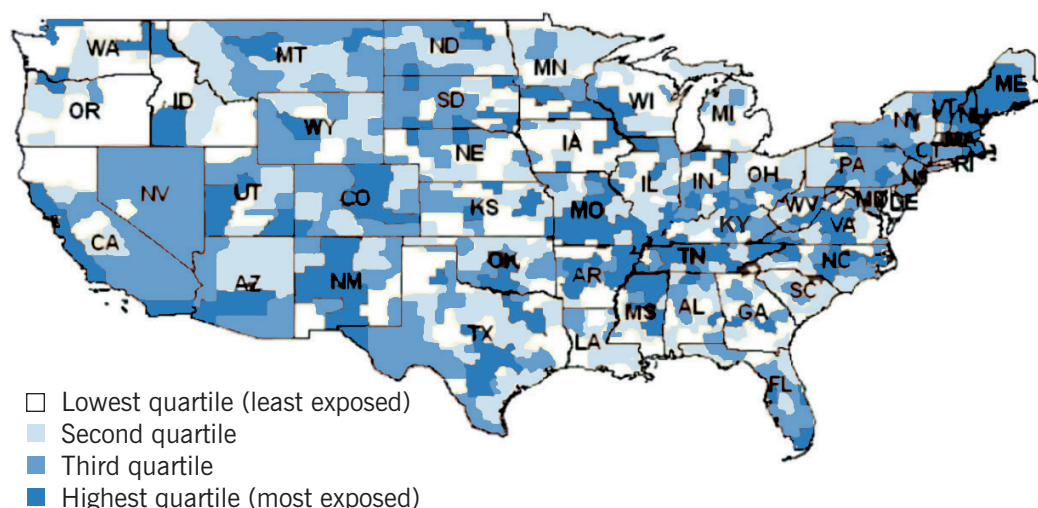 WA
MT
ND
MN
ME
OR
ID
SD
WI
MI
NY
VT
WY
CT
RI
NE
IA
PA
NV
UT
CO
IL
IN
OH
MD
DE
KS
MO
WV
VA
CA
KY
AZ
NM
OK
AR
TN
NC
SC
TX
LA
MS
AL
GA
FL
Lowest quartile (least exposed)
Second quartile
Third quartile
Highest quartile (most exposed)